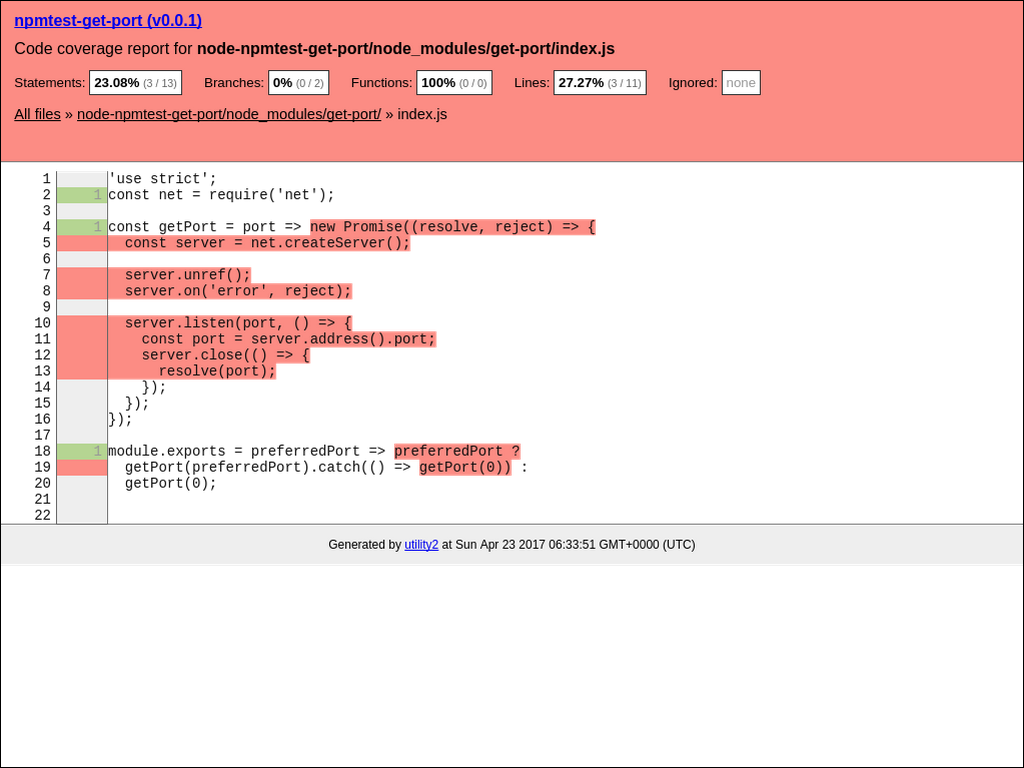 npmtest-get-port (v0.0.1)
Code coverage report for node-npmtest-get-port/node_modules/get-port/index.js
Statements: 23.08% (3 / 13) Branches: 0% (0 / 2) Functions: 100% (0 / 0) Lines: 27.27% (3 / 11) Ignored: none
All files » node-npmtest-get-port/node_modules/get-port/ » index.js
1 'use strict';
2 1 const net = require('net');
3
4 1 const getPort = port => new Promise((resolve, reject) => {
5 const server = net.createServer();
6
7 server.unref();
8 server.on('error', reject);
9
10 server.listen(port, () => {
11 const port = server.address().port;
12 server.close(() => {
13 resolve(port);
14 });
15 });
16 });
17
18 1 module.exports = preferredPort => preferredPort ?
19 getPort(preferredPort).catch(() => getPort(0)) :
20 getPort(0);
21
22
Generated by utility2 at Sun Apr 23 2017 06:33:51 GMT+0000 (UTC)